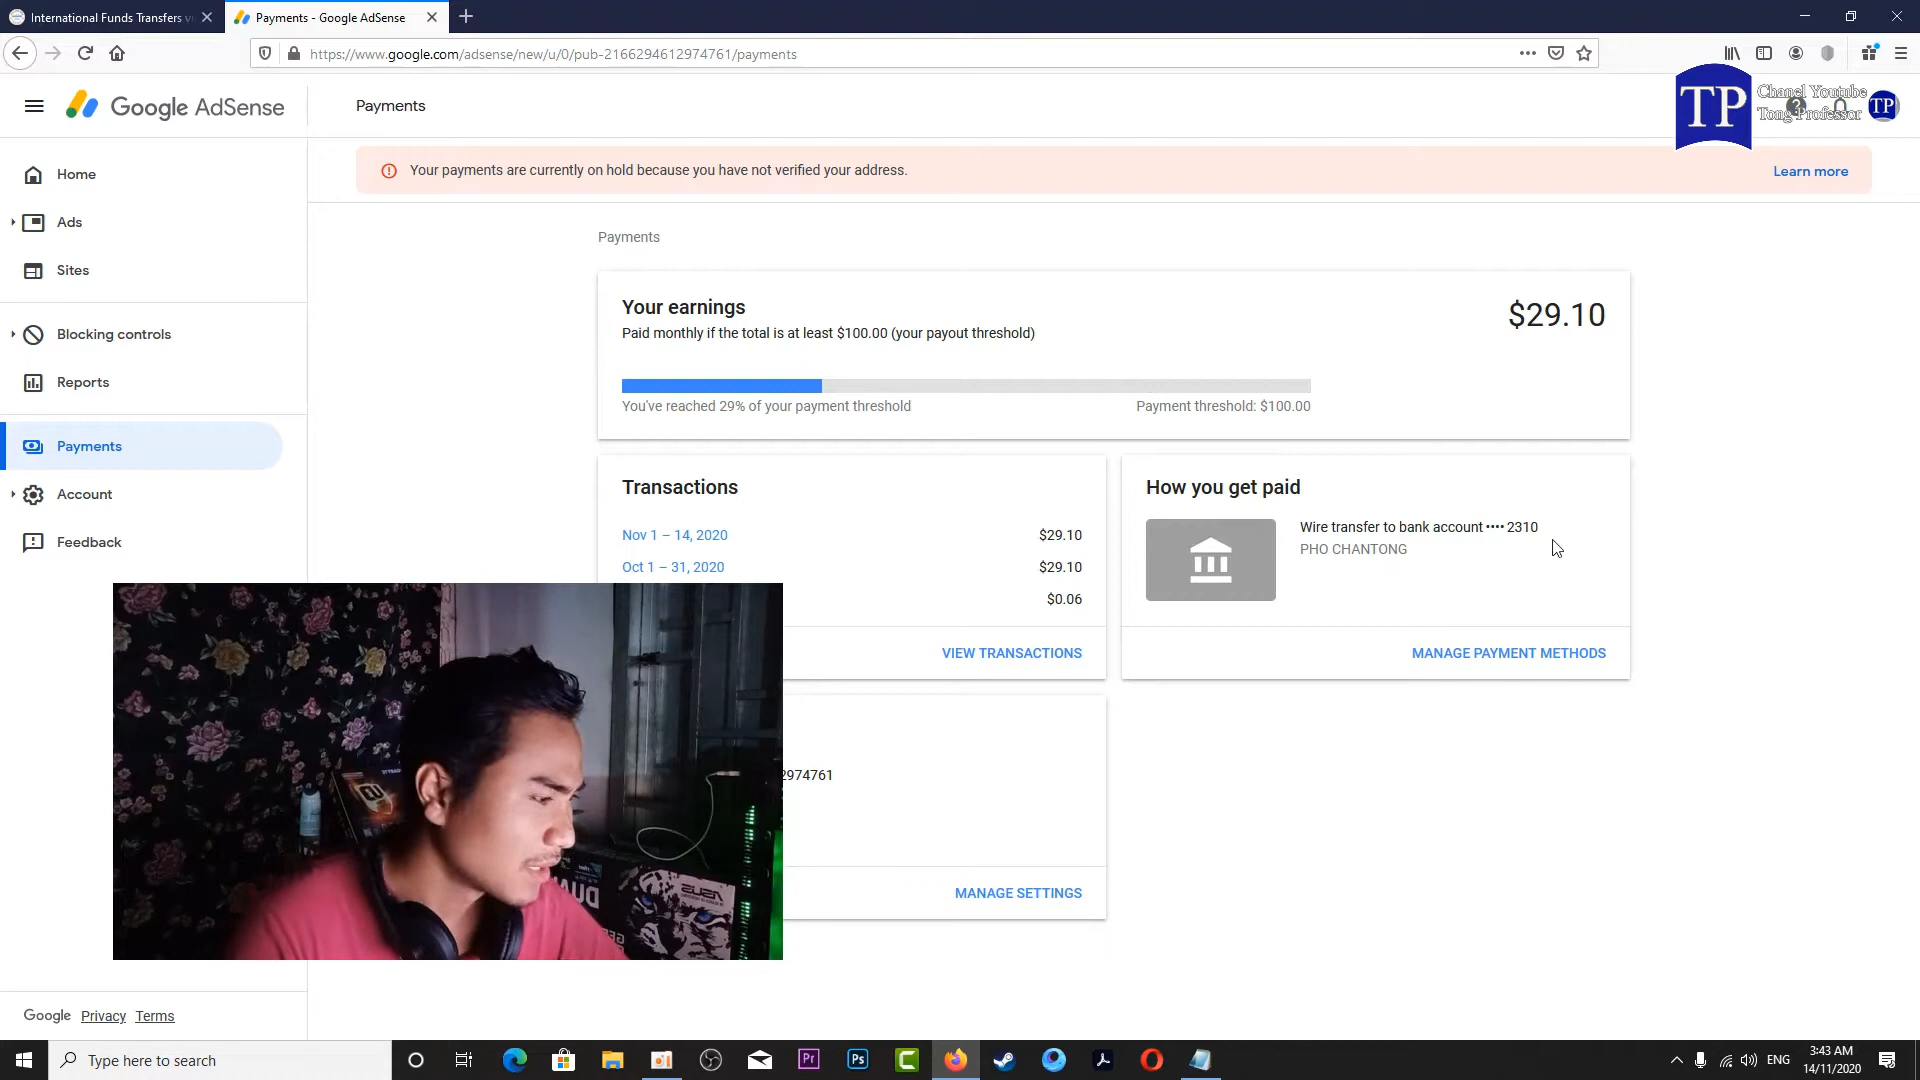 International Funds Transfers v
Payments - Google AdSense
https://www.google.com/adsense/new/u/0/pub-2166294612974761/payments
Google AdSense
Payments
TP
Chanel Youtube
Tong Professor
TP
Your payments are currently on hold because you have not verified your address.
Learn more
Home
Ads
Sites
Blocking controls
Reports
Payments
Account
Feedback
Payments
Your earnings
$29.10
Paid monthly if the total is at least $100.00 (your payout threshold)
You've reached 29% of your payment threshold
Payment threshold: $100.00
Transactions
Nov 1 – 14, 2020
$29.10
Oct 1 – 31, 2020
$29.10
$0.06
VIEW TRANSACTIONS
How you get paid
Wire transfer to bank account •••• 2310
PHO CHANTONG
MANAGE PAYMENT METHODS
2974761
MANAGE SETTINGS
DUAL
ASUS
Google Privacy Terms
Type here to search
Pr
Ps
ENG
3:43 AM
14/11/2020